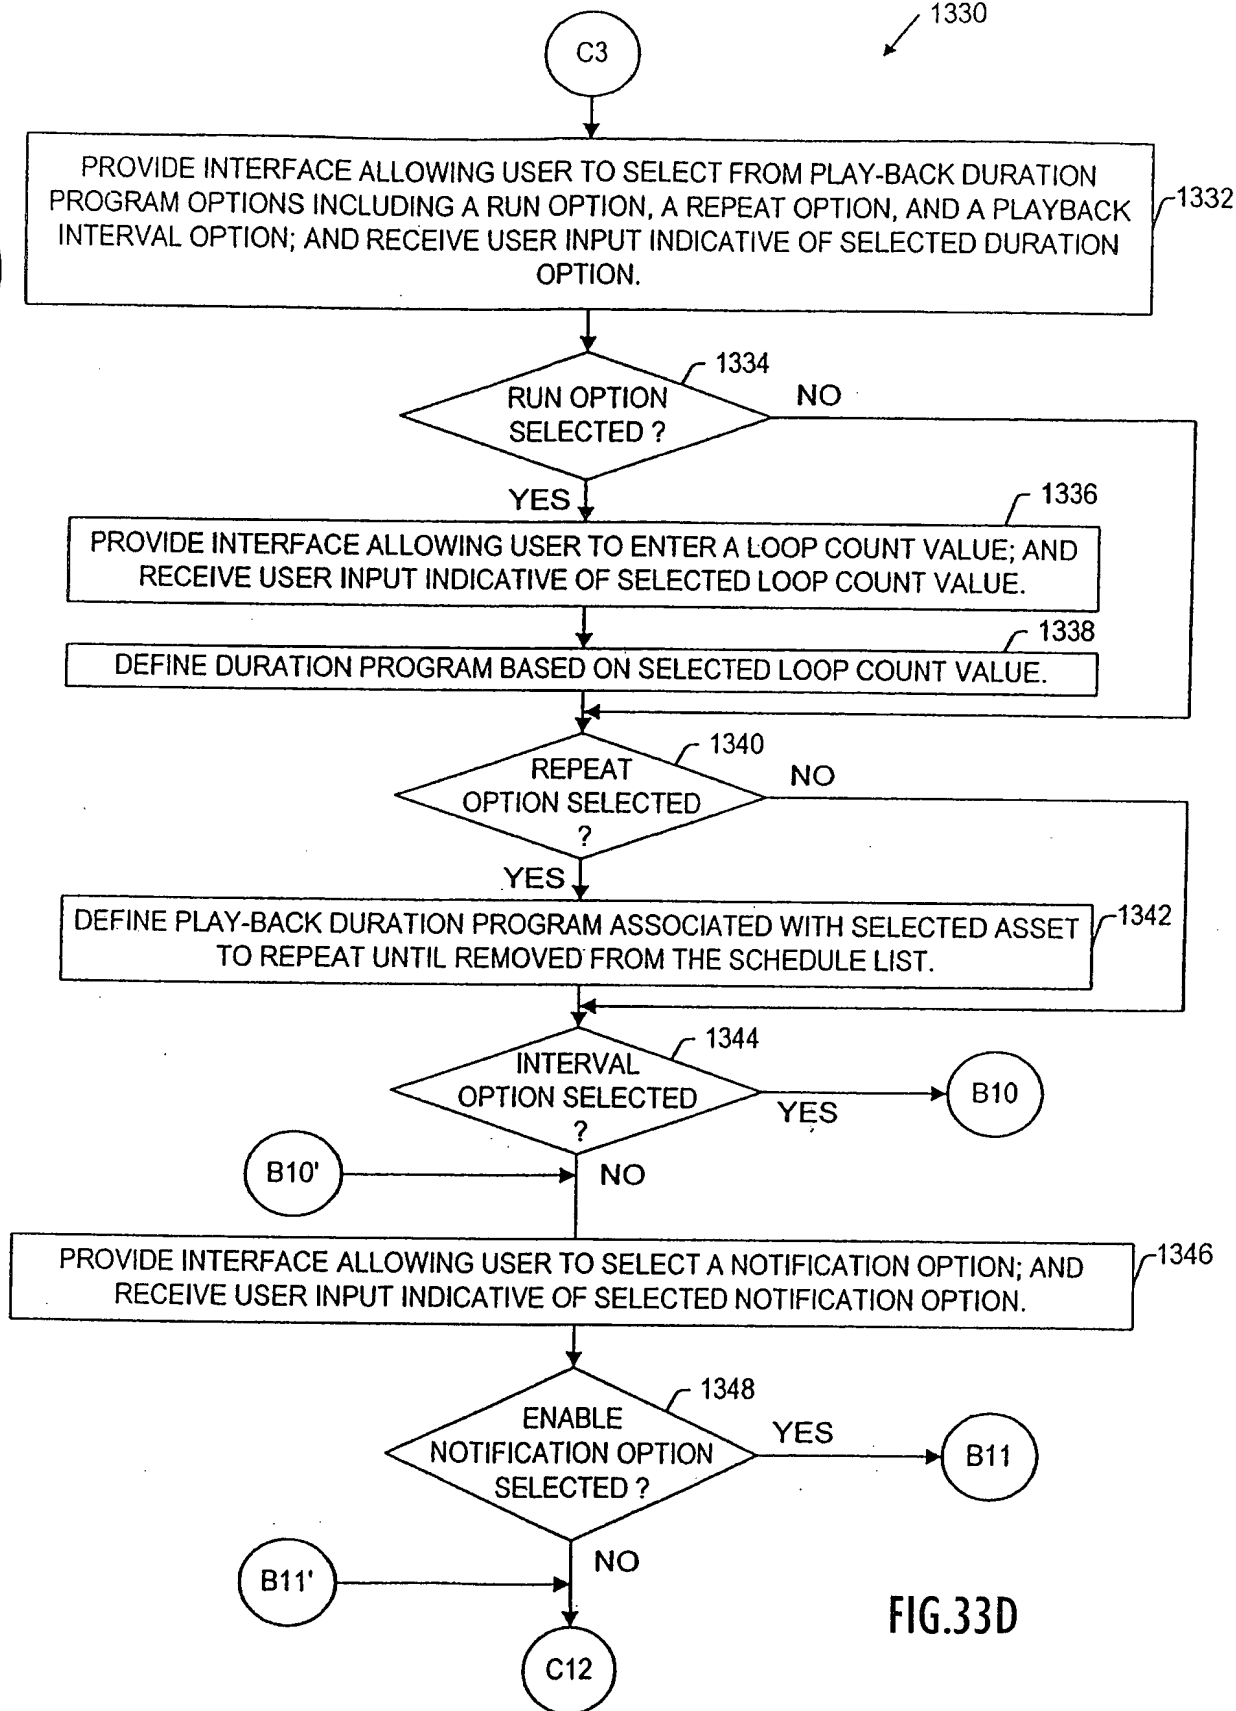 1330
C3
PROVIDE INTERFACE ALLOWING USER TO SELECT FROM PLAY-BACK DURATION
PROGRAM OPTIONS INCLUDING A RUN OPTION, A REPEAT OPTION, AND A PLAYBACK
INTERVAL OPTION; AND RECEIVE USER INPUT INDICATIVE OF SELECTED DURATION
OPTION.
1332
1334
RUN OPTION
SELECTED ?
NO
YES
1336
PROVIDE INTERFACE ALLOWING USER TO ENTER A LOOP COUNT VALUE; AND
RECEIVE USER INPUT INDICATIVE OF SELECTED LOOP COUNT VALUE.
1338
DEFINE DURATION PROGRAM BASED ON SELECTED LOOP COUNT VALUE.
1340
REPEAT
OPTION SELECTED
?
NO
YES
DEFINE PLAY-BACK DURATION PROGRAM ASSOCIATED WITH SELECTED ASSET
TO REPEAT UNTIL REMOVED FROM THE SCHEDULE LIST.
1342
1344
INTERVAL
OPTION SELECTED
?
YES
B10
B10'
NO
PROVIDE INTERFACE ALLOWING USER TO SELECT A NOTIFICATION OPTION; AND
RECEIVE USER INPUT INDICATIVE OF SELECTED NOTIFICATION OPTION.
1346
1348
ENABLE
NOTIFICATION OPTION
SELECTED ?
YES
B11
B11'
NO
C12
FIG.33D